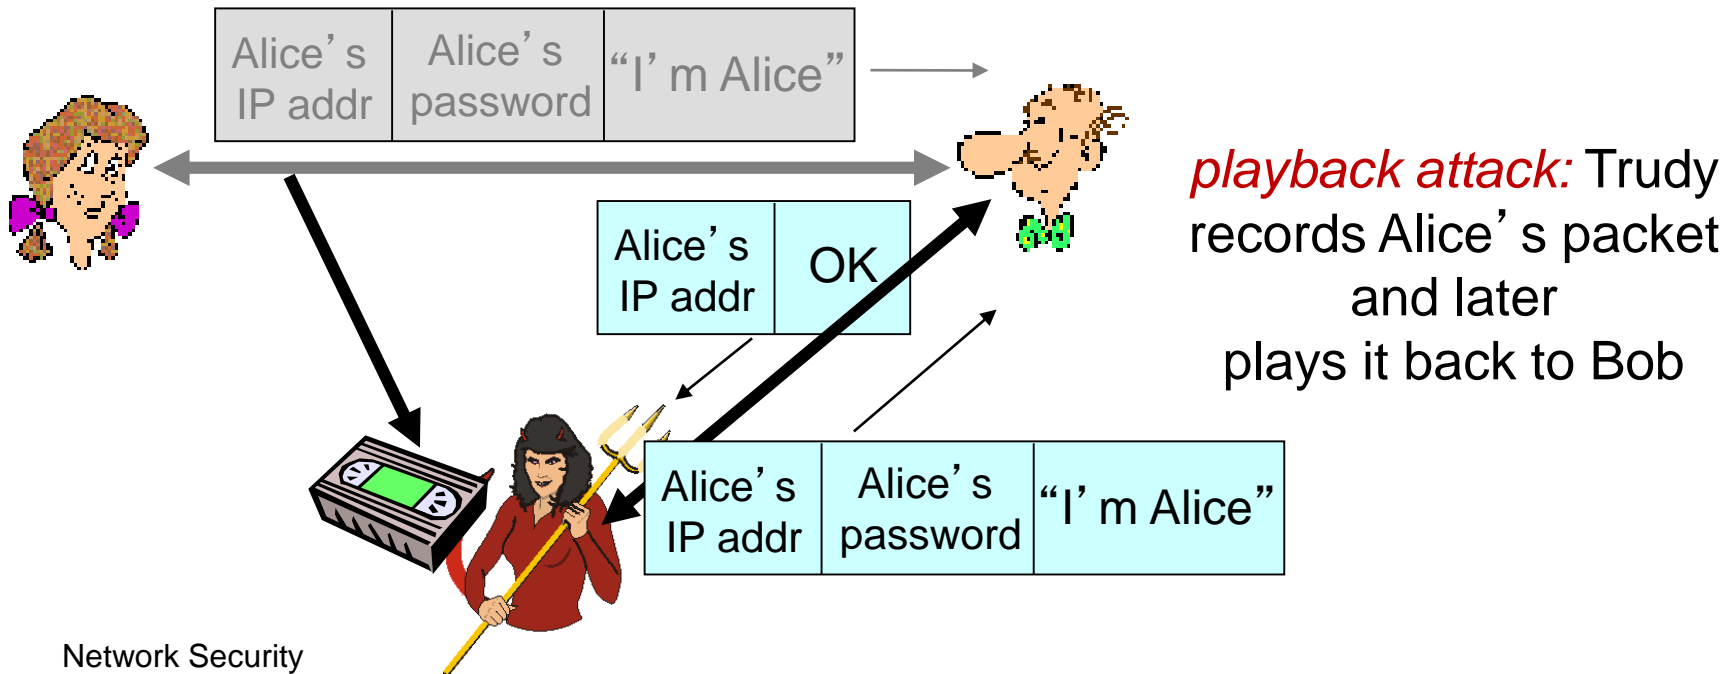 Alice’s IP addr
Alice’s password
“I’m Alice”
Alice’s IP addr
OK
playback attack: Trudy
records Alice’s packet
and later
plays it back to Bob
Alice’s IP addr
Alice’s password
“I’m Alice”
Network Security